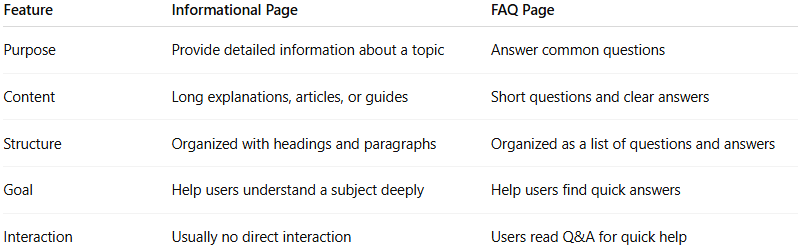 Feature Informational Page FAQ Page
Purpose Provide detailed information about a topic Answer common questions
Content Long explanations, articles, or guides Short questions and clear answers
Structure Organized with headings and paragraphs Organized as a list of questions and answers
Goal Help users understand a subject deeply Help users find quick answers
Interaction Usually no direct interaction Users read Q&A for quick help